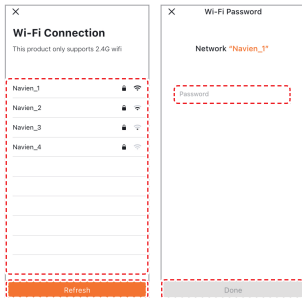 Wi-Fi Connection
This product only supports 2.4G wifi
Navien_1
Navien_2
Navien_3
Navien_4
Refresh
Wi-Fi Password
Network "Navien_1"
Password
Done